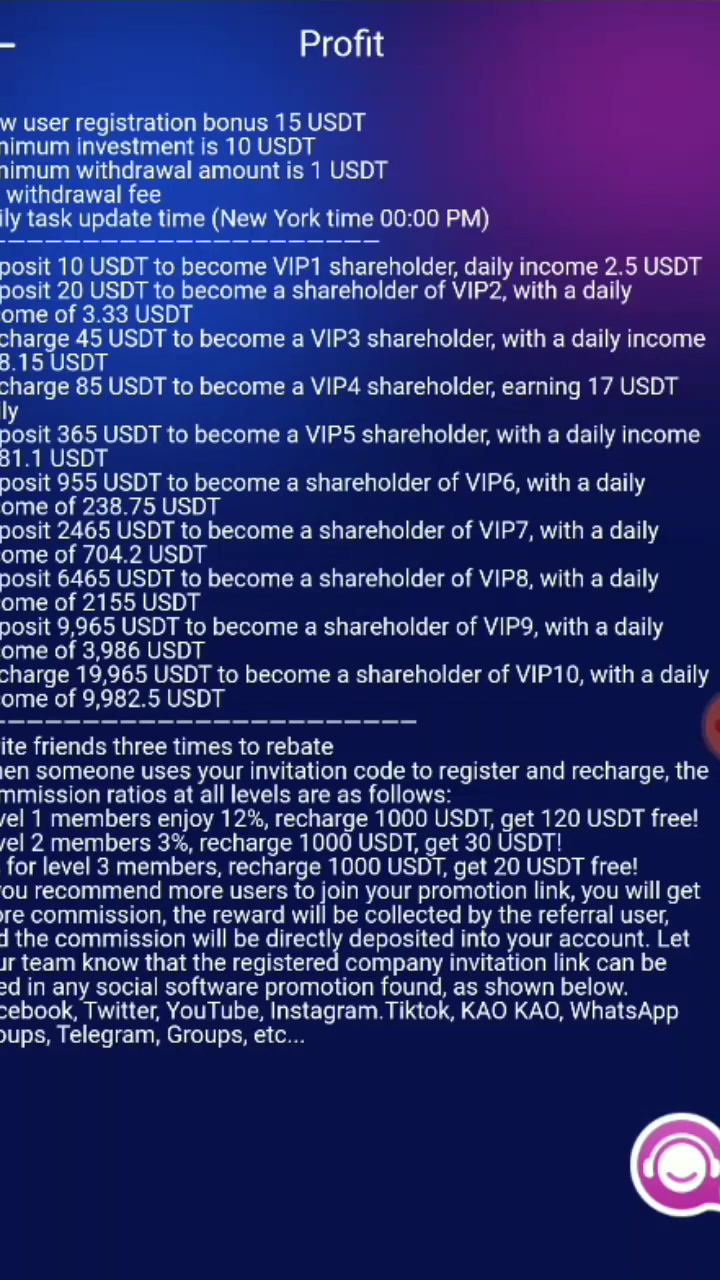 Profit
w user registration bonus 15 USDT
nimum investment is 10 USDT
nimum withdrawal amount is 1 USDT
withdrawal fee
ily task update time (New York time 00:00 PM)
————————————————————
posit 10 USDT to become VIP1 shareholder, daily income 2.5 USDT
posit 20 USDT to become a shareholder of VIP2, with a daily
ome of 3.33 USDT
charge 45 USDT to become a VIP3 shareholder, with a daily income
8.15 USDT
charge 85 USDT to become a VIP4 shareholder, earning 17 USDT
ily
posit 365 USDT to become a VIP5 shareholder, with a daily income
81.1 USDT
posit 955 USDT to become a shareholder of VIP6, with a daily
ome of 238.75 USDT
posit 2465 USDT to become a shareholder of VIP7, with a daily
ome of 704.2 USDT
posit 6465 USDT to become a shareholder of VIP8, with a daily
ome of 2155 USDT
posit 9,965 USDT to become a shareholder of VIP9, with a daily
ome of 3,986 USDT
charge 19,965 USDT to become a shareholder of VIP10, with a daily
ome of 9,982.5 USDT
——————————————————————
ite friends three times to rebate
en someone uses your invitation code to register and recharge, the
mmission ratios at all levels are as follows:
vel 1 members enjoy 12%, recharge 1000 USDT, get 120 USDT free!
vel 2 members 3%, recharge 1000 USDT, get 30 USDT!
for level 3 members, recharge 1000 USDT, get 20 USDT free!
you recommend more users to join your promotion link, you will get
re commission, the reward will be collected by the referral user,
d the commission will be directly deposited into your account. Let
ur team know that the registered company invitation link can be
ed in any social software promotion found, as shown below.
cebook, Twitter, YouTube, Instagram.Tiktok, KAO KAO, WhatsApp
oups, Telegram, Groups, etc...